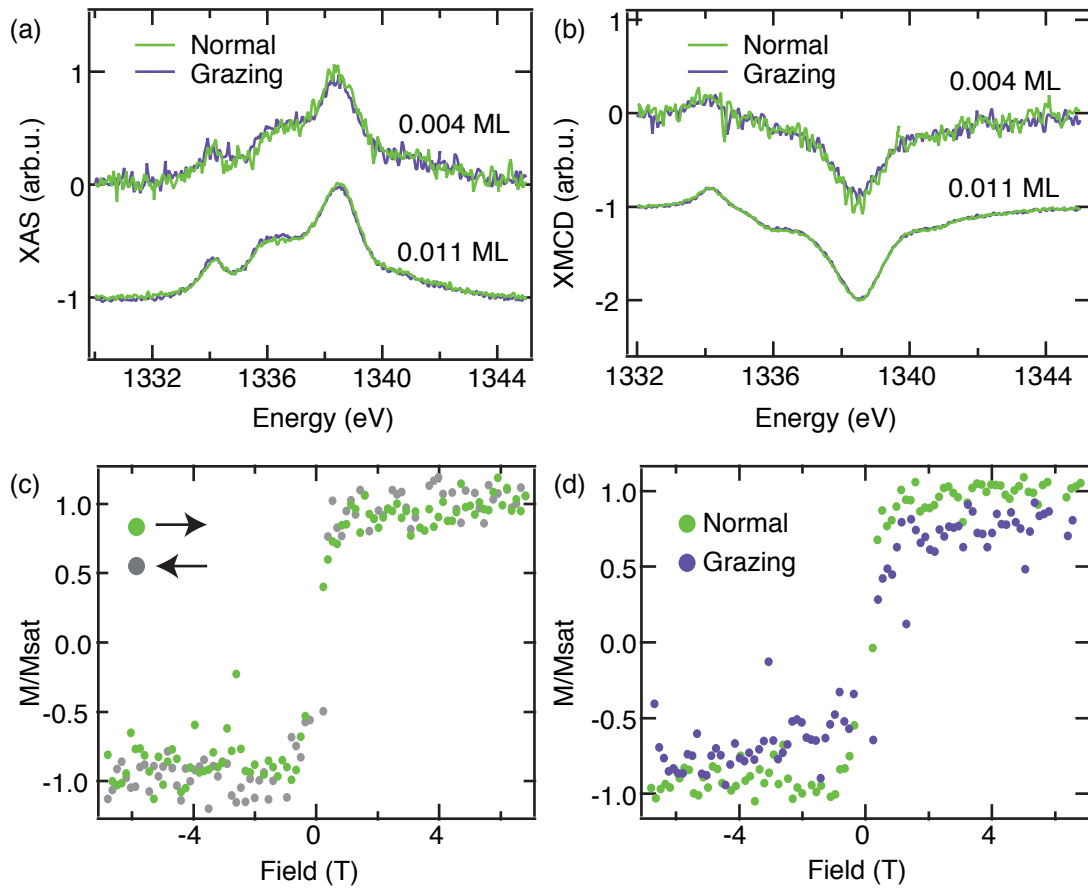 (a)
Normal
Grazing
0.004 ML
0.011 ML
1
0
-1
XAS (arb.u.)
1332
1336
1340
1344
Energy (eV)
(b)
Normal
Grazing
0.004 ML
0.011 ML
1
0
-1
-2
XMCD (arb.u.)
1332
1336
1340
1344
Energy (eV)
(c)
1.0
0.5
0.0
-0.5
-1.0
M/Msat
-4
0
4
Field (T)
(d)
Normal
Grazing
1.0
0.5
0.0
-0.5
-1.0
M/Msat
-4
0
4
Field (T)